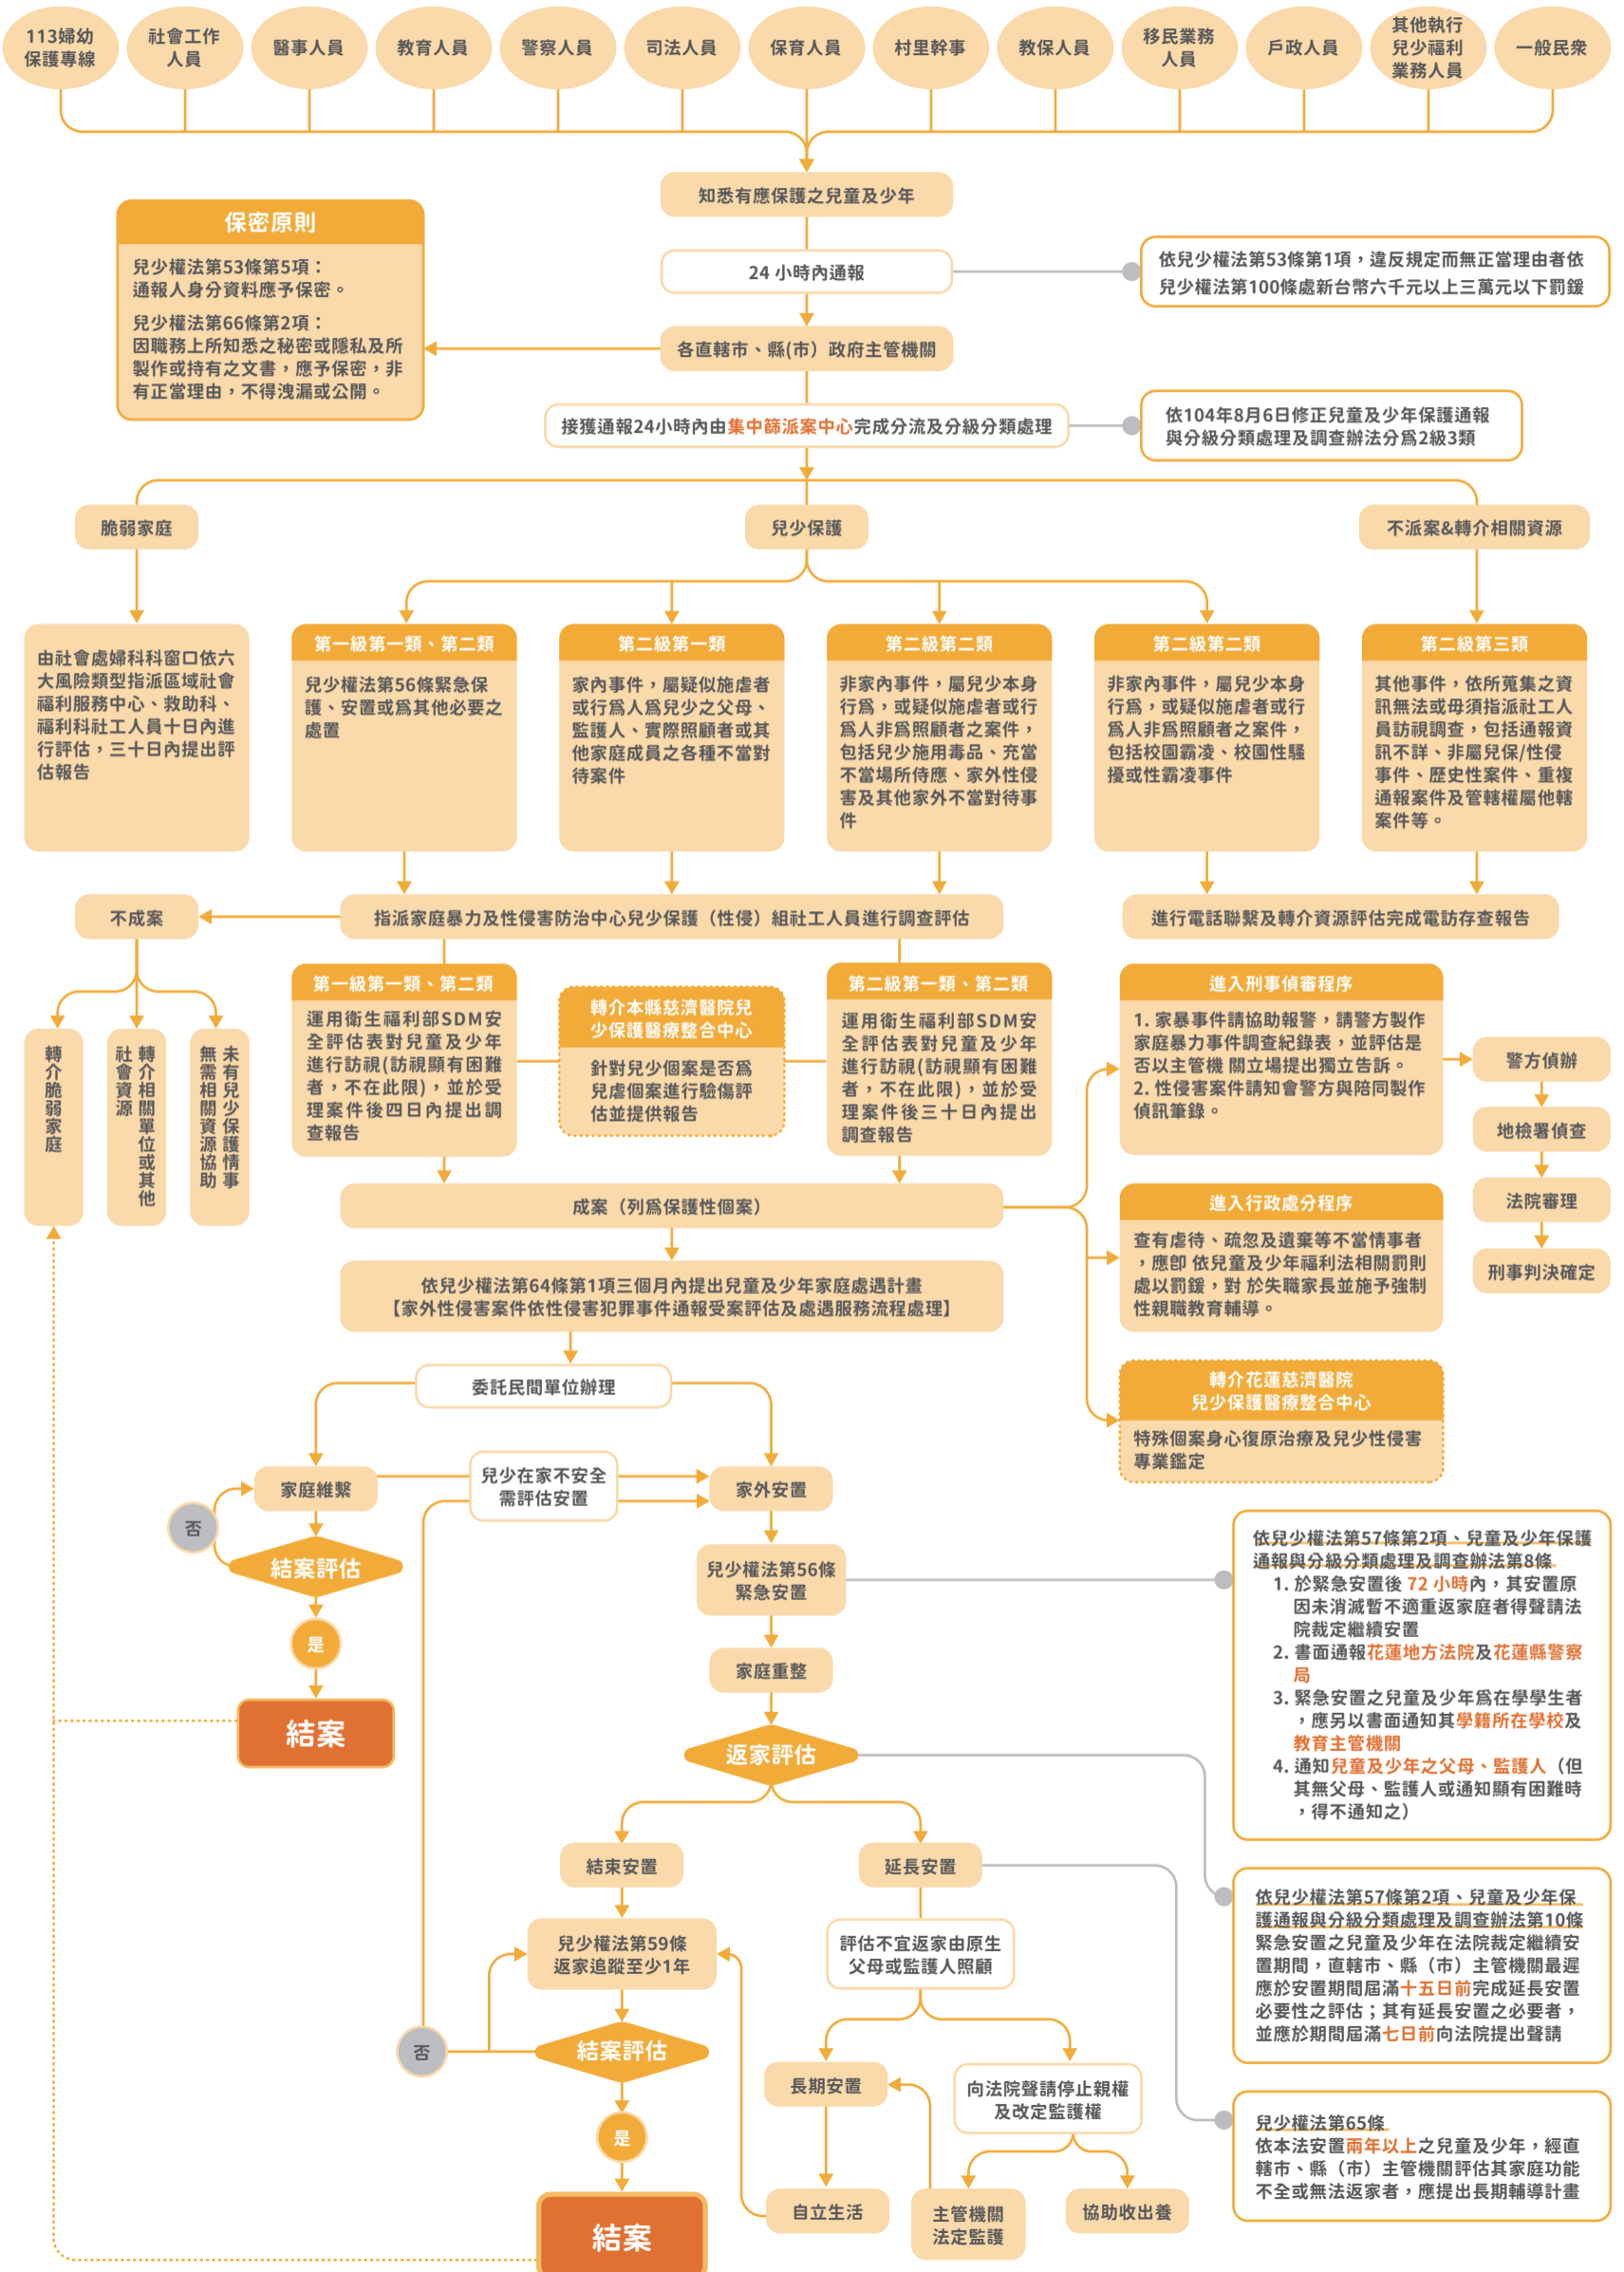 113婦幼
保護專線
社會工作
人員
醫事人員
教育人員
警察人員
司法人員
保育人員
村里幹事
教保人員
移民業務
人員
戶政人員
其他執行
兒少福利
業務人員
一般民眾
知悉有應保護之兒童及少年
保密原則
兒少權法第53條第5項：
通報人身分資料應予保密。
兒少權法第66條第2項：
因職務上所知悉之秘密或隱私及所
製作或持有之文書，應予保密，非
有正當理由，不得洩漏或公開。
24 小時內通報
依兒少權法第53條第1項，違反規定而無正當理由者依
兒少權法第100條處新台幣六千元以上三萬元以下罰鍰
各直轄市、縣(市）政府主管機關
接獲通報24小時內由集中篩派案中心完成分流及分級分類處理
依104年8月6日修正兒童及少年保護通報
與分級分類處理及調查辦法分為2級3類
脆弱家庭
兒少保護
不派案&轉介相關資源
由社會處婦科科窗口依六
大風險類型指派區域社會
福利服務中心、救助科、
福利科社工人員十日內進
行評估，三十日內提出評
估報告
第一級第一類、第二類
兒少權法第56條緊急保
護、安置或為其他必要之
處置
第二級第一類
家內事件，屬疑似施虐者
或行為人為兒少之父母、
監護人、實際照顧者或其
他家庭成員之各種不當對
待案件
第二級第二類
非家內事件，屬兒少本身
行為，或疑似施虐者或行
為人非為照顧者之案件，
包括兒少施用毒品、充當
不當場所侍應、家外性侵
害及其他家外不當對待事
件
第二級第二類
非家內事件，屬兒少本身
行為，或疑似施虐者或行
為人非為照顧者之案件，
包括校園霸凌、校園性騷
擾或性霸凌事件
第二級第三類
其他事件，依所蒐集之資
訊無法或毋須指派社工人
員訪視調查，包括通報資
訊不詳、非屬兒保/性侵
事件、歷史性案件、重複
通報案件及管轄權屬他轄
案件等。
不成案
指派家庭暴力及性侵害防治中心兒少保護（性侵）組社工人員進行調查評估
進行電話聯繫及轉介資源評估完成電訪存查報告
轉介脆弱家庭
轉介相關單位或其他
社會資源
未有兒少保護情事
無需相關資源協助
第一級第一類、第二類
運用衛生福利部SDM安
全評估表對兒童及少年
進行訪視(訪視顯有困難
者，不在此限)，並於受
理案件後四日內提出調
查報告
轉介本縣慈濟醫院兒
少保護醫療整合中心
針對兒少個案是否為
兒虐個案進行驗傷評
估並提供報告
第二級第一類、第二類
運用衛生福利部SDM安
全評估表對兒童及少年
進行訪視(訪視顯有困難
者，不在此限)，並於受
理案件後三十日內提出
調查報告
進入刑事偵審程序
1. 家暴事件請協助報警，請警方製作
家庭暴力事件調查紀錄表，並評估是
否以主管機 關立場提出獨立告訴。
2. 性侵害案件請知會警方與陪同製作
偵訊筆錄。
警方偵辦
地檢署偵查
法院審理
刑事判決確定
成案（列為保護性個案）
進入行政處分程序
查有虐待、疏忽及遺棄等不當情事者
，應即 依兒童及少年福利法相關罰則
處以罰鍰，對 於失職家長並施予強制
性親職教育輔導。
依兒少權法第64條第1項三個月內提出兒童及少年家庭處遇計畫
【家外性侵害案件依性侵害犯罪事件通報受案評估及處遇服務流程處理】
轉介花蓮慈濟醫院
兒少保護醫療整合中心
特殊個案身心復原治療及兒少性侵害
專業鑑定
委託民間單位辦理
家庭維繫
兒少在家不安全
需評估安置
家外安置
否
結案評估
是
結案
兒少權法第56條
緊急安置
家庭重整
返家評估
依兒少權法第57條第2項、兒童及少年保護
通報與分級分類處理及調查辦法第8條
1. 於緊急安置後 72 小時內，其安置原
因未消滅暫不適重返家庭者得聲請法
院裁定繼續安置
2. 書面通報花蓮地方法院及花蓮縣警察
局
3. 緊急安置之兒童及少年為在學學生者
，應另以書面通知其學籍所在學校及
教育主管機關
4. 通知兒童及少年之父母、監護人（但
其無父母、監護人或通知顯有困難時
，得不通知之）
結束安置
延長安置
兒少權法第59條
返家追蹤至少1年
評估不宜返家由原生
父母或監護人照顧
依兒少權法第57條第2項、兒童及少年保
護通報與分級分類處理及調查辦法第10條
緊急安置之兒童及少年在法院裁定繼續安
置期間，直轄市、縣（市）主管機關最遲
應於安置期間屆滿十五日前完成延長安置
必要性之評估；其有延長安置之必要者，
並應於期間屆滿七日前向法院提出聲請
否
結案評估
是
結案
長期安置
向法院聲請停止親權
及改定監護權
自立生活
主管機關
法定監護
協助收出養
兒少權法第65條
依本法安置兩年以上之兒童及少年，經直
轄市、縣（市）主管機關評估其家庭功能
不全或無法返家者，應提出長期輔導計畫